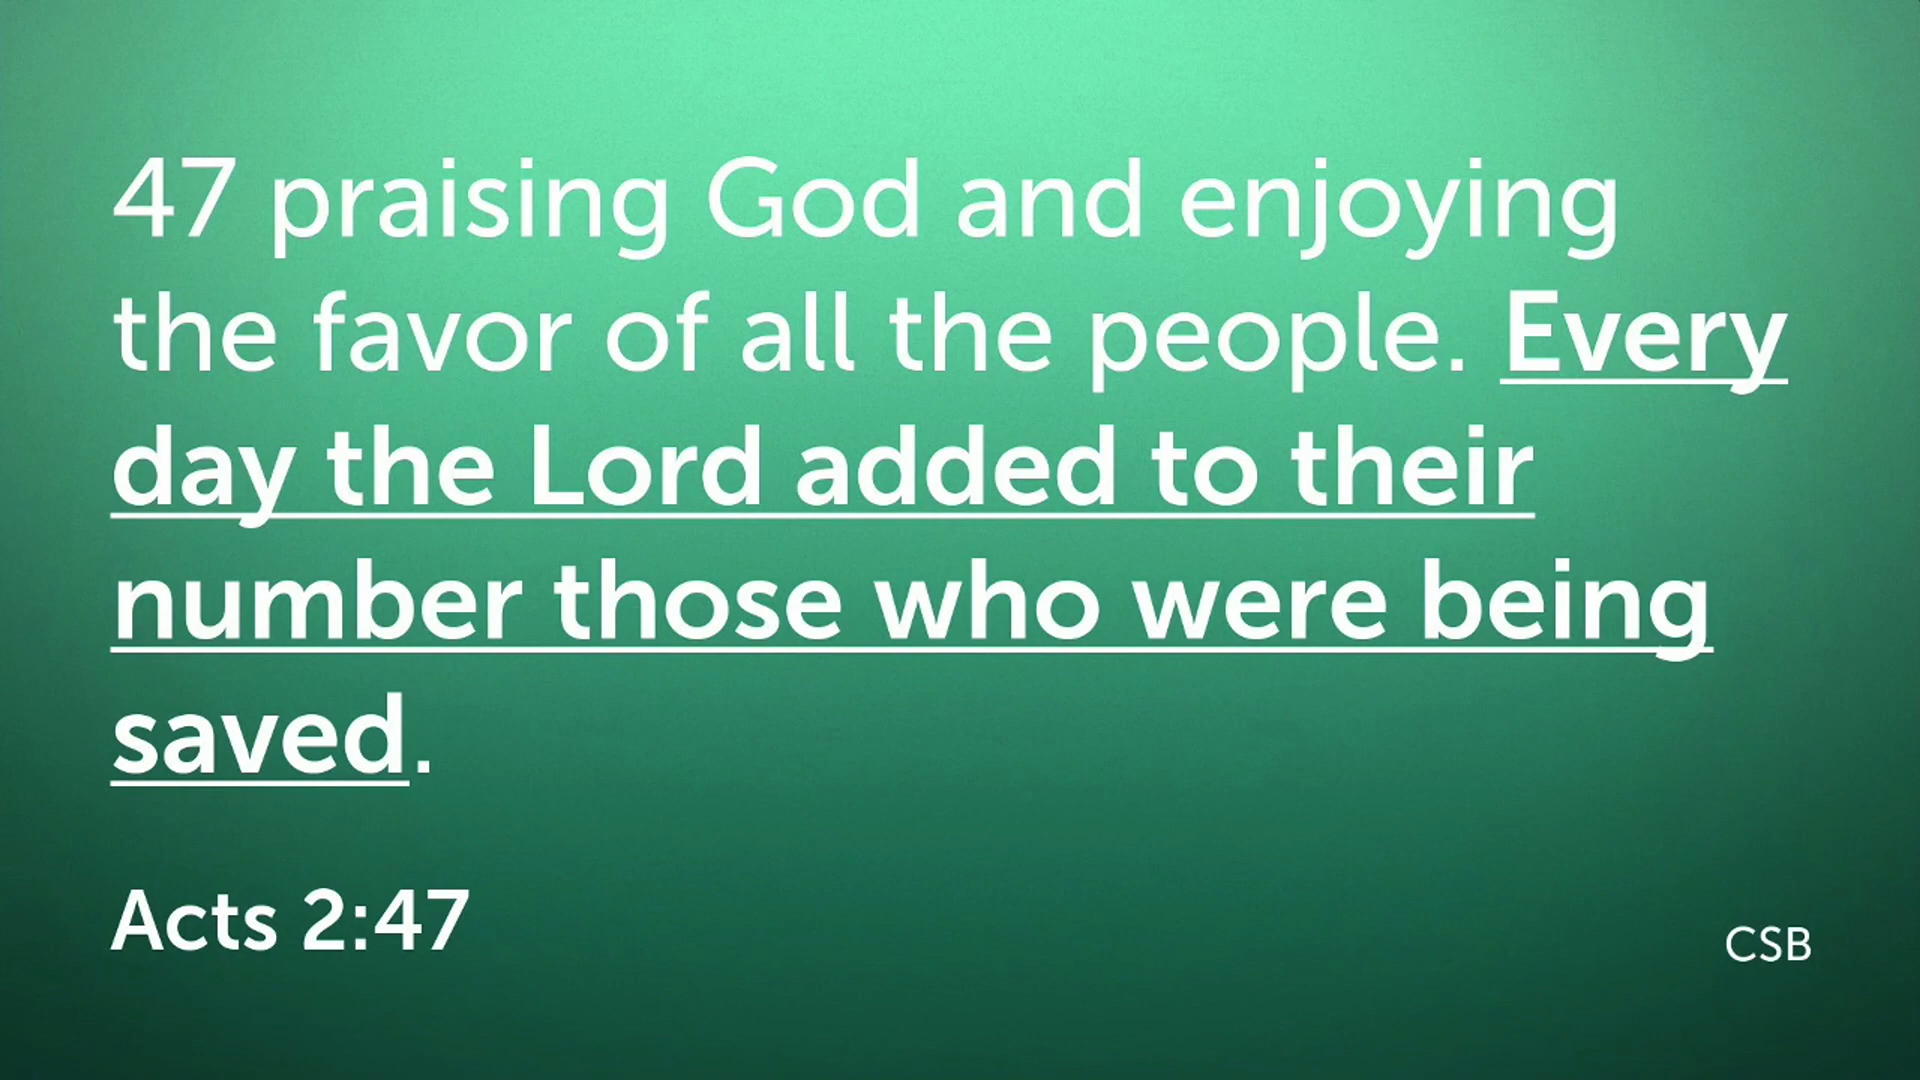 47 praising God and enjoying
the favor of all the people. Every
day the Lord added to their
number those who were being
saved.
Acts 2:47
CSB